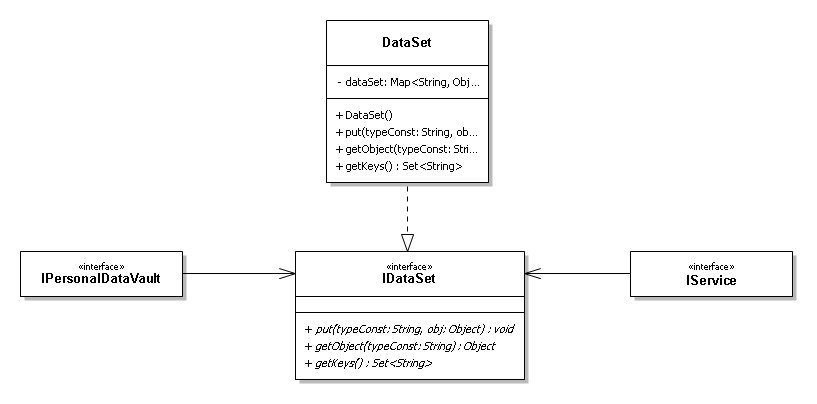 DataSet
- dataSet: Map<String, Obj...
+ DataSet()
+ put(typeConst: String, ob...
+ getObject(typeConst: Stri...
+ getKeys() : Set<String>
«interface»
IPersonalDataVault
«interface»
IDataSet
+ put(typeConst: String, obj: Object) : void
+ getObject(typeConst: String) : Object
+ getKeys() : Set<String>
«interface»
IService